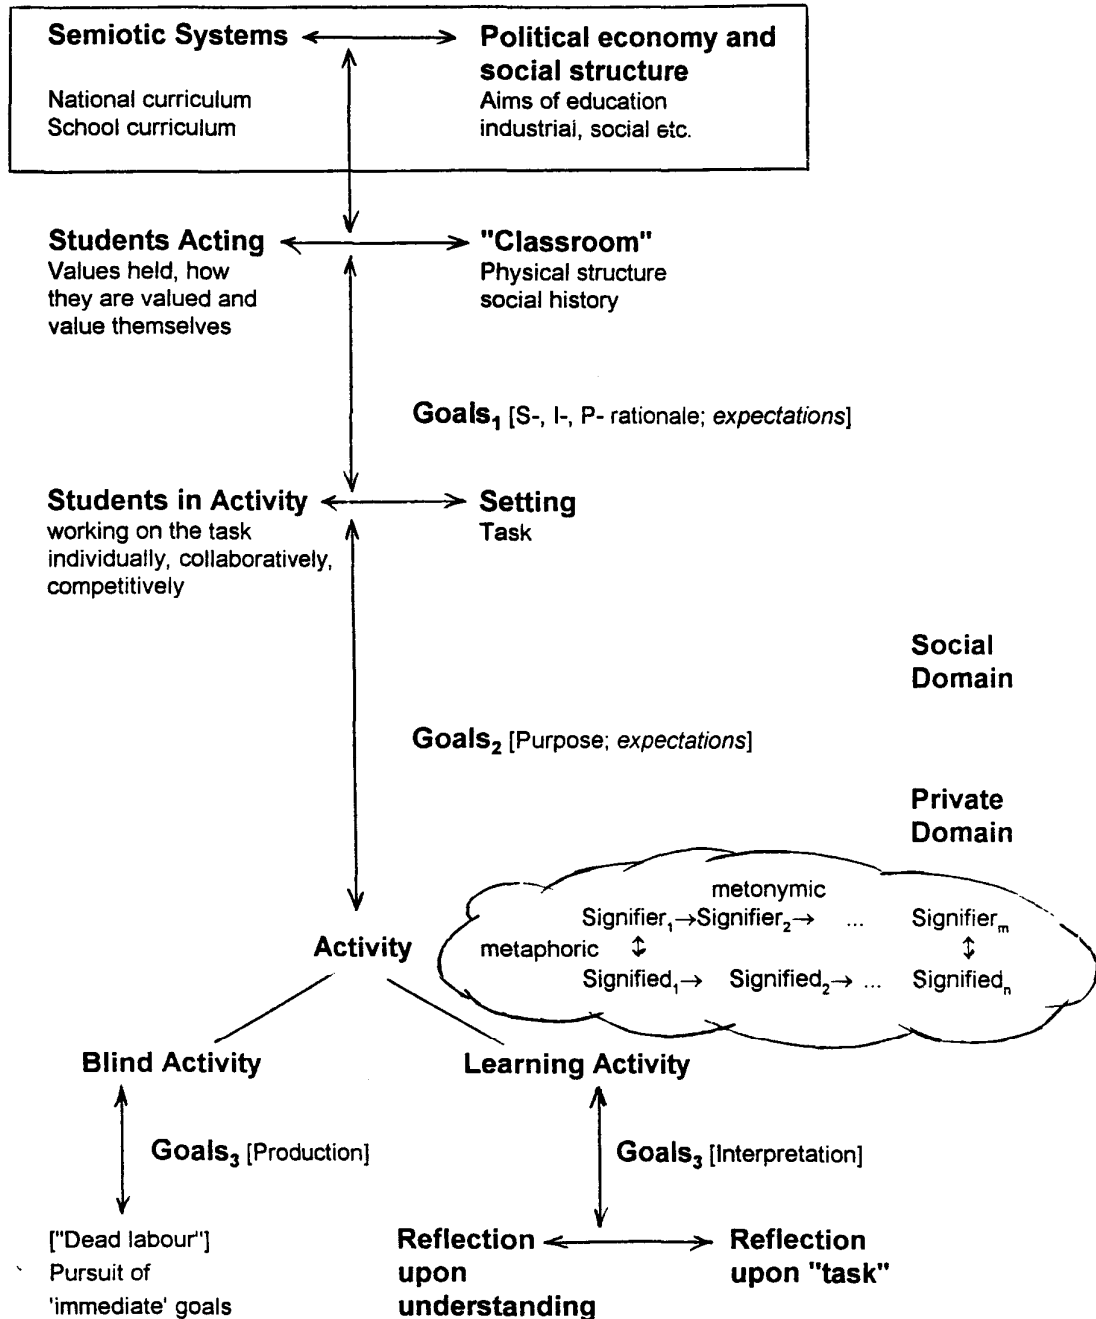 Semiotic Systems
Political economy and
social structure
National curriculum
School curriculum
Aims of education
industrial, social etc.
Students Acting
Values held, how
they are valued and
value themselves
"Classroom"
Physical structure
social history
Goals₁ [S-, I-, P- rationale; expectations]
Students in Activity
working on the task
individually, collaboratively,
competitively
Setting
Task
Social
Domain
Goals₂ [Purpose; expectations]
Private
Domain
metonymic
Signifier₁→Signifier₂→ ... Signifierₘ
metaphoric ↕ ↕
Signified₁→ Signified₂→ ... Signifiedₙ
Activity
Blind Activity
Learning Activity
Goals₃ [Production]
Goals₃ [Interpretation]
["Dead labour"]
Pursuit of
'immediate' goals
Reflection
upon
understanding
Reflection
upon "task"